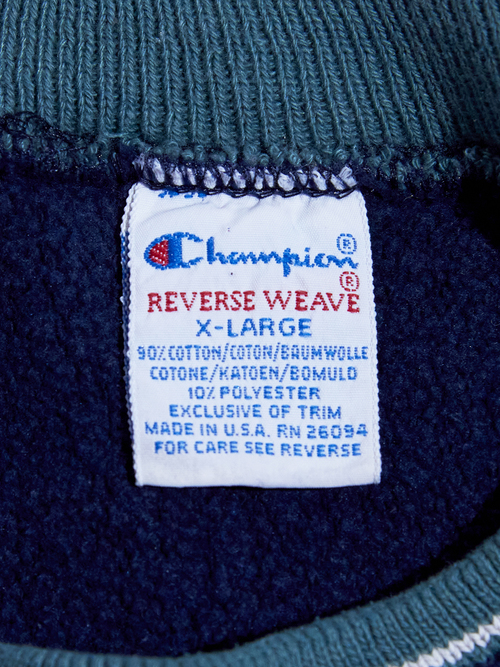 Champion®
®
REVERSE WEAVE
X-LARGE
90% COTTON/COTON/BAUMWOLLE
COTONE/KATOEN/BOMULD
10% POLYESTER
EXCLUSIVE OF TRIM
MADE IN U.S.A. RN 26094
FOR CARE SEE REVERSE